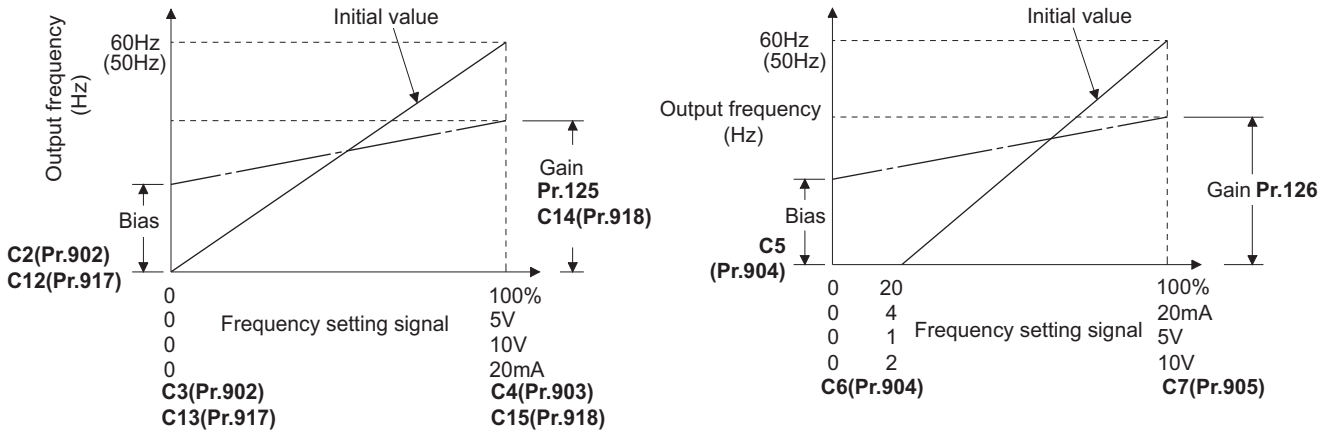 Initial value
60Hz
(50Hz)
Output frequency
(Hz)
Bias
Gain
Pr.125
C14(Pr.918)
C2(Pr.902)
C12(Pr.917)
0 100%
0 Frequency setting signal 5V
0 10V
0 20mA
C3(Pr.902) C4(Pr.903)
C13(Pr.917) C15(Pr.918)
Initial value
60Hz
(50Hz)
Output frequency
(Hz)
Bias
Gain Pr.126
C5
(Pr.904)
0 20 100%
0 4 20mA
0 1 Frequency setting signal 5V
0 2 10V
C6(Pr.904) C7(Pr.905)